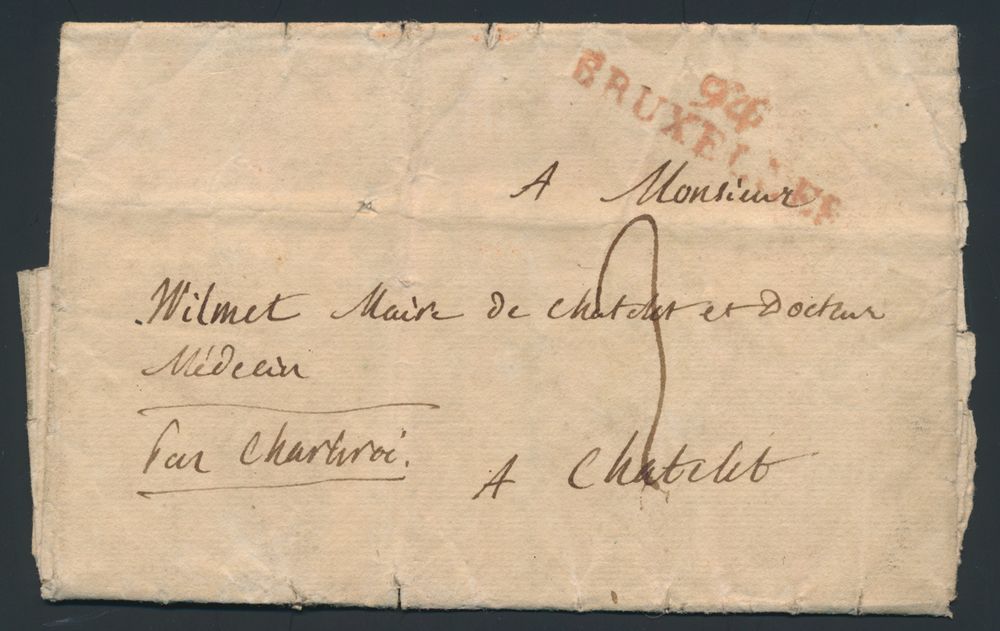 94
BRUXELLES
A Monsieur
Wilmet Maire de Chatelet et Docteur
Médecin
Par Charleroi.
A Chatelet